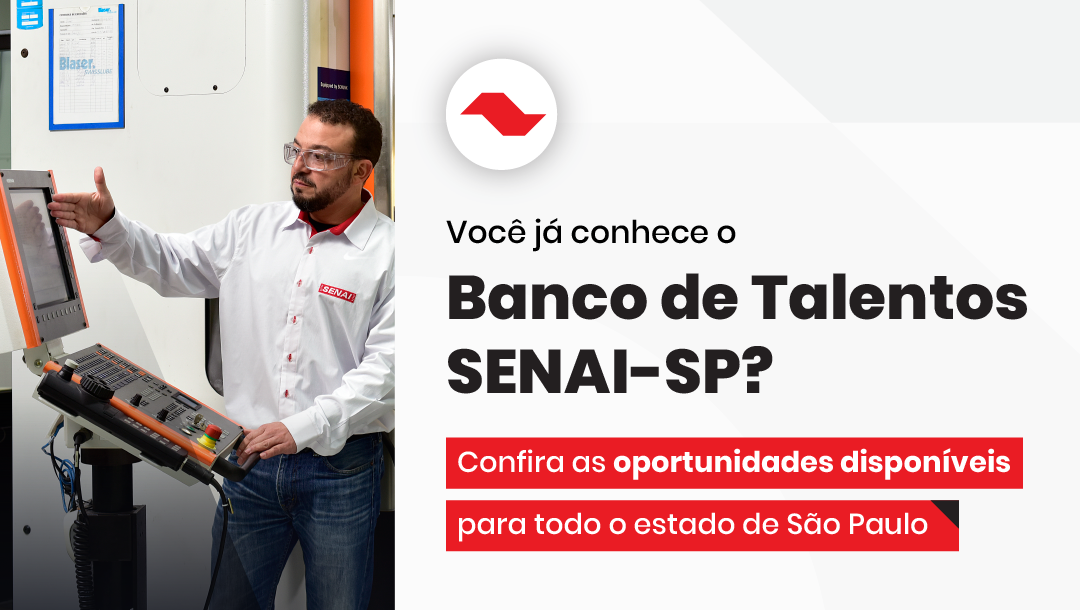 Blaser.
SWISSLUBE
SENAI
Você já conhece o
Banco de Talentos
SENAI-SP?
Confira as oportunidades disponíveis
para todo o estado de São Paulo